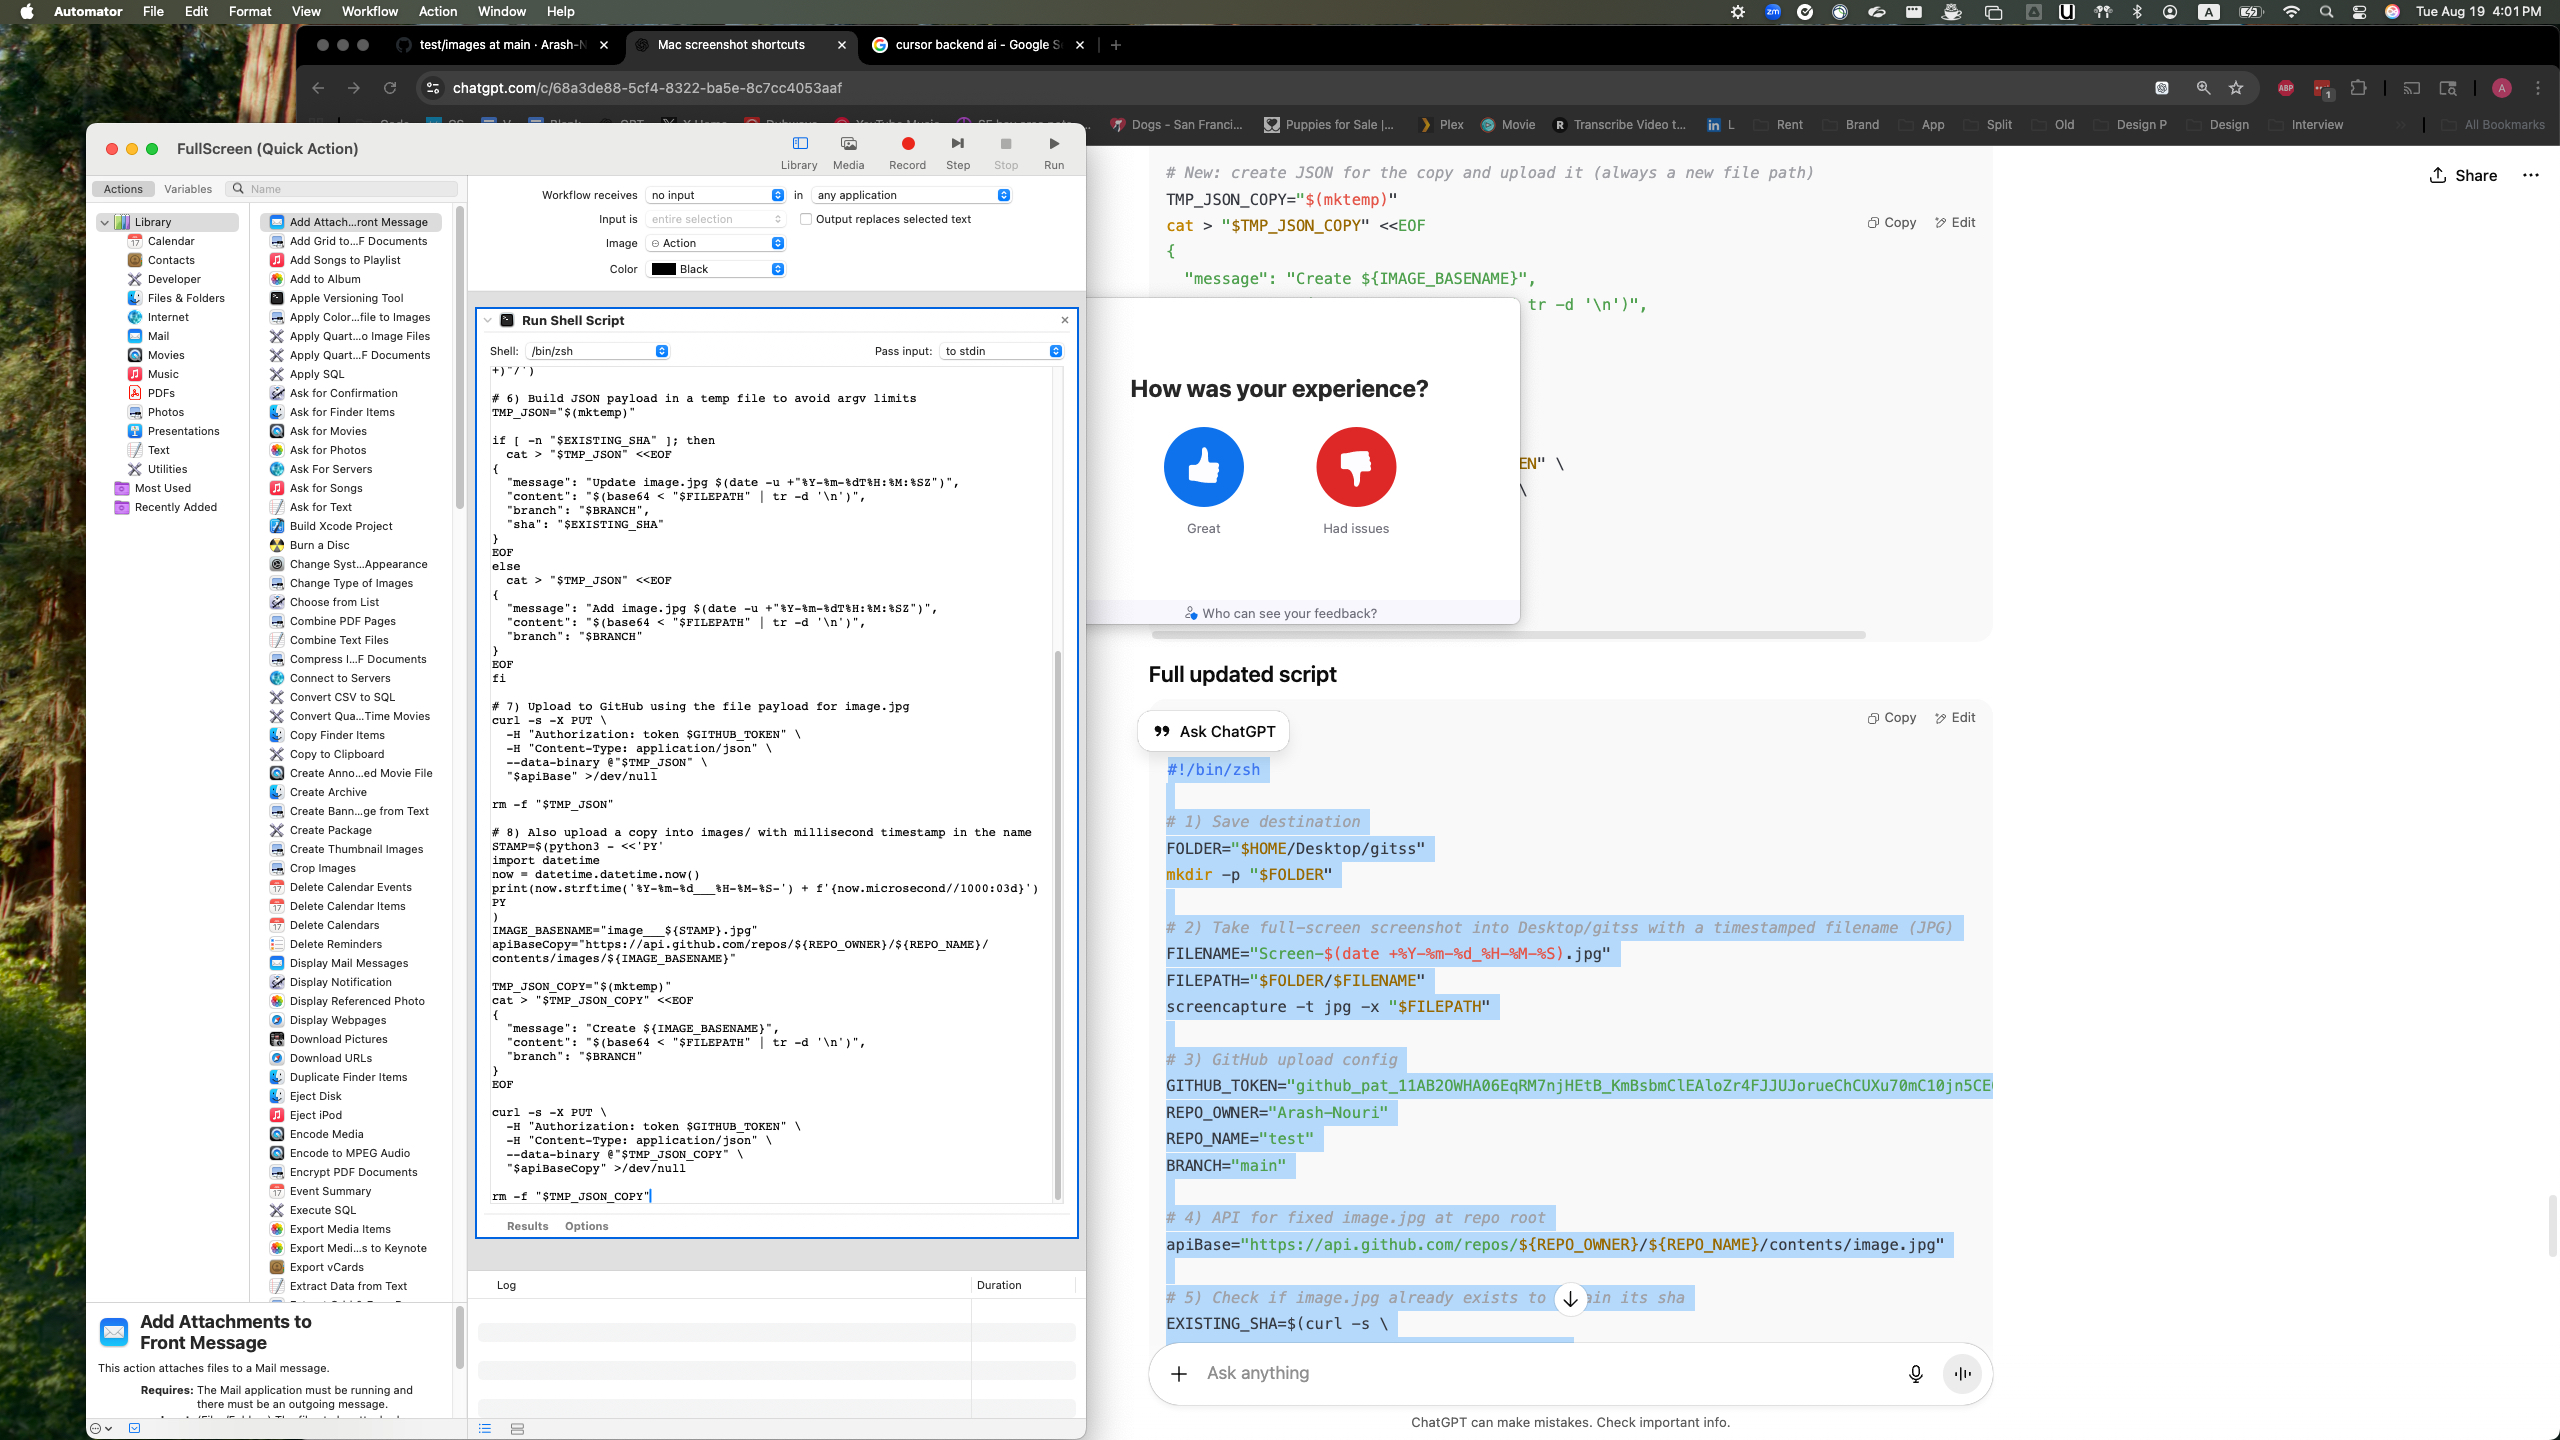 Automator File Edit Format View Workflow Action Window Help
A
Tue Aug 19 4:01 PM
test/images at main · Arash-N
Mac screenshot shortcuts
cursor backend ai - Google S
chatgpt.com/c/68a3de88-5cf4-8322-ba5e-8c7cc4053aaf
Dogs - San Franci...
Puppies for Sale |...
Plex
Movie
Transcribe Video t...
L
Rent
Brand
App
Split
Old
Design P
Design
Interview
All Bookmarks
FullScreen (Quick Action)
Library
Media
Record
Step
Stop
Run
Actions
Variables
Name
Library
Calendar
Contacts
Developer
Files & Folders
Internet
Mail
Movies
Music
PDFs
Photos
Presentations
Text
Utilities
Most Used
Recently Added
Add Attach...ront Message
Add Grid to...F Documents
Add Songs to Playlist
Add to Album
Apple Versioning Tool
Apply Color...file to Images
Apply Quart...o Image Files
Apply Quart...F Documents
Apply SQL
Ask for Confirmation
Ask for Finder Items
Ask for Movies
Ask for Photos
Ask For Servers
Ask for Songs
Ask for Text
Build Xcode Project
Burn a Disc
Change Syst...Appearance
Change Type of Images
Choose from List
Combine PDF Pages
Combine Text Files
Compress I...F Documents
Connect to Servers
Convert CSV to SQL
Convert Qua...Time Movies
Copy Finder Items
Copy to Clipboard
Create Anno...ed Movie File
Create Archive
Create Bann...ge from Text
Create Package
Create Thumbnail Images
Crop Images
Delete Calendar Events
Delete Calendar Items
Delete Calendars
Delete Reminders
Display Mail Messages
Display Notification
Display Referenced Photo
Display Webpages
Download Pictures
Download URLs
Duplicate Finder Items
Eject Disk
Eject iPod
Encode Media
Encode to MPEG Audio
Encrypt PDF Documents
Event Summary
Execute SQL
Export Media Items
Export Medi...s to Keynote
Export vCards
Extract Data from Text
Add Attachments to
Front Message
This action attaches files to a Mail message.
Requires: The Mail application must be running and
there must be an outgoing message.
Workflow receives no input in any application
Input is entire selection Output replaces selected text
Image Action
Color Black
Run Shell Script
Shell: /bin/zsh Pass input: to stdin
+)"/')
# 6) Build JSON payload in a temp file to avoid argv limits
TMP_JSON="$(mktemp)"
if [ -n "$EXISTING_SHA" ]; then
cat > "$TMP_JSON" <<EOF
{
"message": "Update image.jpg $(date -u +"%Y-%m-%dT%H:%M:%SZ")",
"content": "$(base64 < "$FILEPATH" | tr -d '\n')",
"branch": "$BRANCH",
"sha": "$EXISTING_SHA"
}
EOF
else
cat > "$TMP_JSON" <<EOF
{
"message": "Add image.jpg $(date -u +"%Y-%m-%dT%H:%M:%SZ")",
"content": "$(base64 < "$FILEPATH" | tr -d '\n')",
"branch": "$BRANCH"
}
EOF
fi
# 7) Upload to GitHub using the file payload for image.jpg
curl -s -X PUT \
-H "Authorization: token $GITHUB_TOKEN" \
-H "Content-Type: application/json" \
--data-binary @"$TMP_JSON" \
"$apiBase" >/dev/null
rm -f "$TMP_JSON"
# 8) Also upload a copy into images/ with millisecond timestamp in the name
STAMP=$(python3 - <<'PY'
import datetime
now = datetime.datetime.now()
print(now.strftime('%Y-%m-%d___%H-%M-%S-') + f'{now.microsecond//1000:03d}')
PY
)
IMAGE_BASENAME="image___${STAMP}.jpg"
apiBaseCopy="https://api.github.com/repos/${REPO_OWNER}/${REPO_NAME}/
contents/images/${IMAGE_BASENAME}"
TMP_JSON_COPY="$(mktemp)"
cat > "$TMP_JSON_COPY" <<EOF
{
"message": "Create ${IMAGE_BASENAME}",
"content": "$(base64 < "$FILEPATH" | tr -d '\n')",
"branch": "$BRANCH"
}
EOF
curl -s -X PUT \
-H "Authorization: token $GITHUB_TOKEN" \
-H "Content-Type: application/json" \
--data-binary @"$TMP_JSON_COPY" \
"$apiBaseCopy" >/dev/null
rm -f "$TMP_JSON_COPY"
Results Options
Log Duration
Share
# New: create JSON for the copy and upload it (always a new file path)
TMP_JSON_COPY="$(mktemp)"
Copy Edit
cat > "$TMP_JSON_COPY" <<EOF
{
"message": "Create ${IMAGE_BASENAME}",
tr -d '\n')",
EN" \
\
How was your experience?
Great
Had issues
Who can see your feedback?
Full updated script
Copy Edit
Ask ChatGPT
#!/bin/zsh
# 1) Save destination
FOLDER="$HOME/Desktop/gitss"
mkdir -p "$FOLDER"
# 2) Take full-screen screenshot into Desktop/gitss with a timestamped filename (JPG)
FILENAME="Screen-$(date +%Y-%m-%d_%H-%M-%S).jpg"
FILEPATH="$FOLDER/$FILENAME"
screencapture -t jpg -x "$FILEPATH"
# 3) GitHub upload config
GITHUB_TOKEN="
REPO_OWNER="Arash-Nouri"
REPO_NAME="test"
BRANCH="main"
# 4) API for fixed image.jpg at repo root
apiBase="https://api.github.com/repos/${REPO_OWNER}/${REPO_NAME}/contents/image.jpg"
# 5) Check if image.jpg already exists to ain its sha
EXISTING_SHA=$(curl -s \
Ask anything
ChatGPT can make mistakes. Check important info.